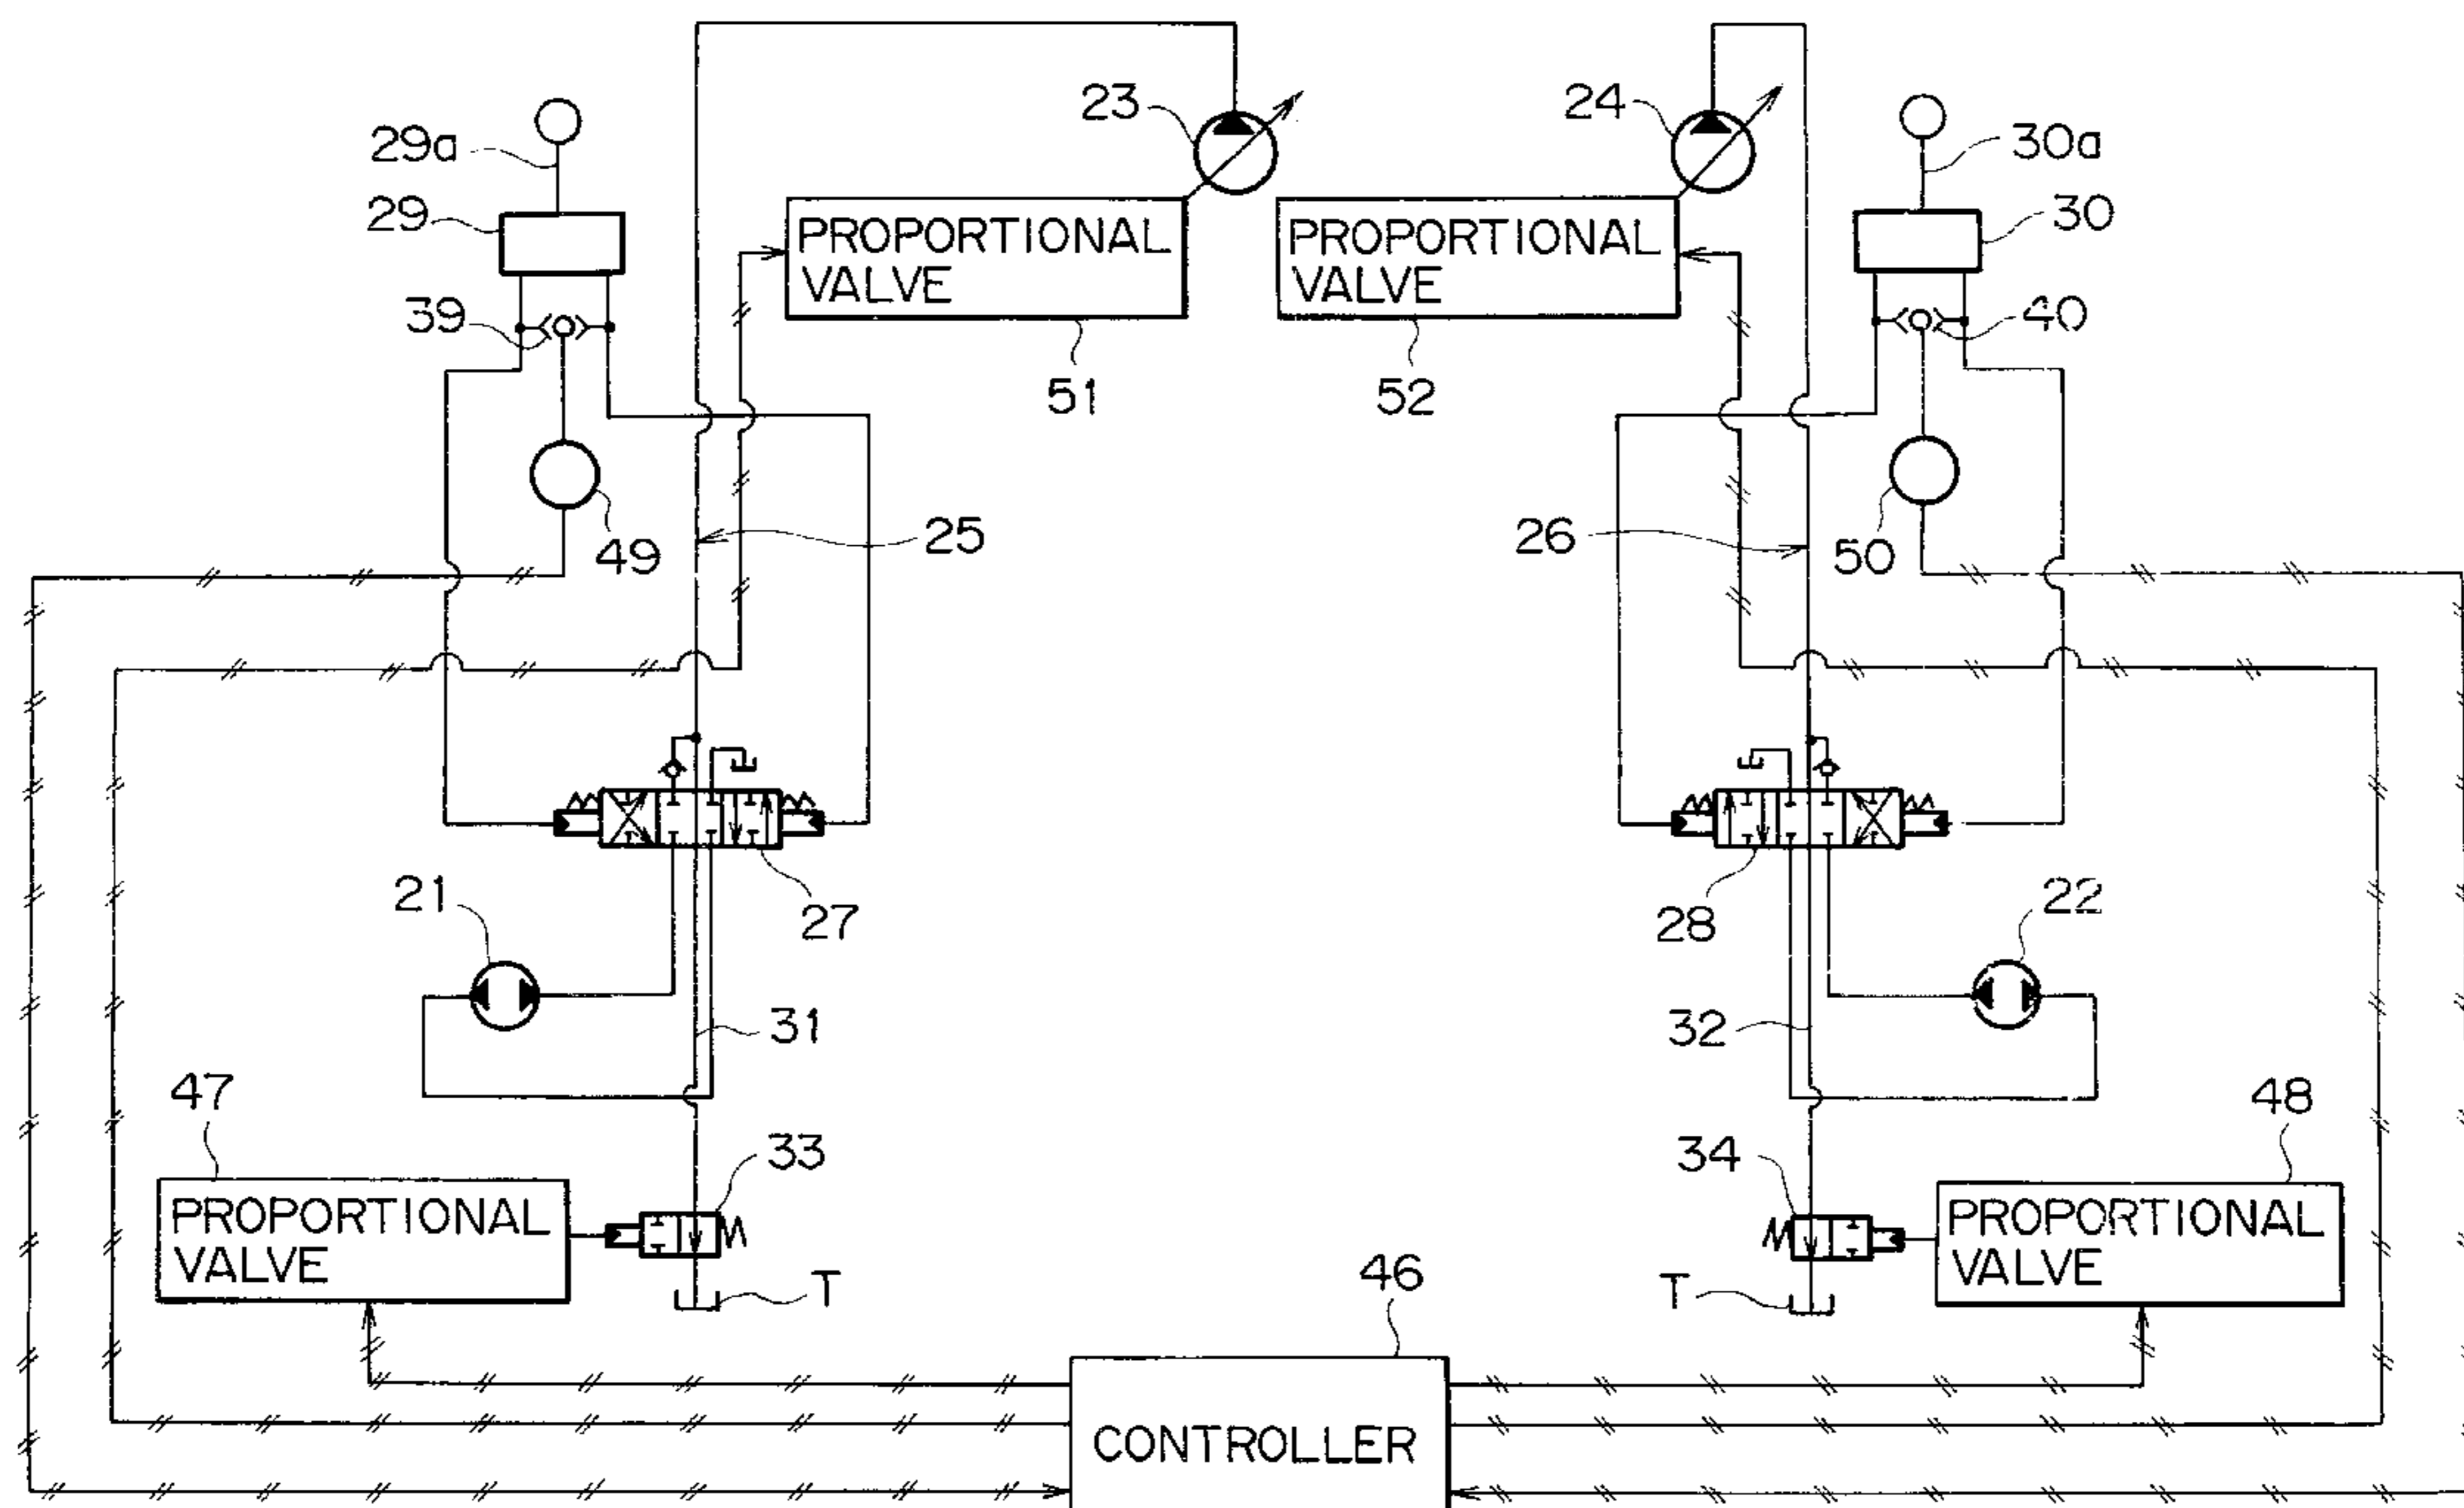 23
24
29a
30a
29
30
PROPORTIONAL
VALVE
PROPORTIONAL
VALVE
39
40
51
52
49
25
26
50
21
27
28
22
31
32
47
48
33
34
PROPORTIONAL
VALVE
PROPORTIONAL
VALVE
T
T
46
CONTROLLER